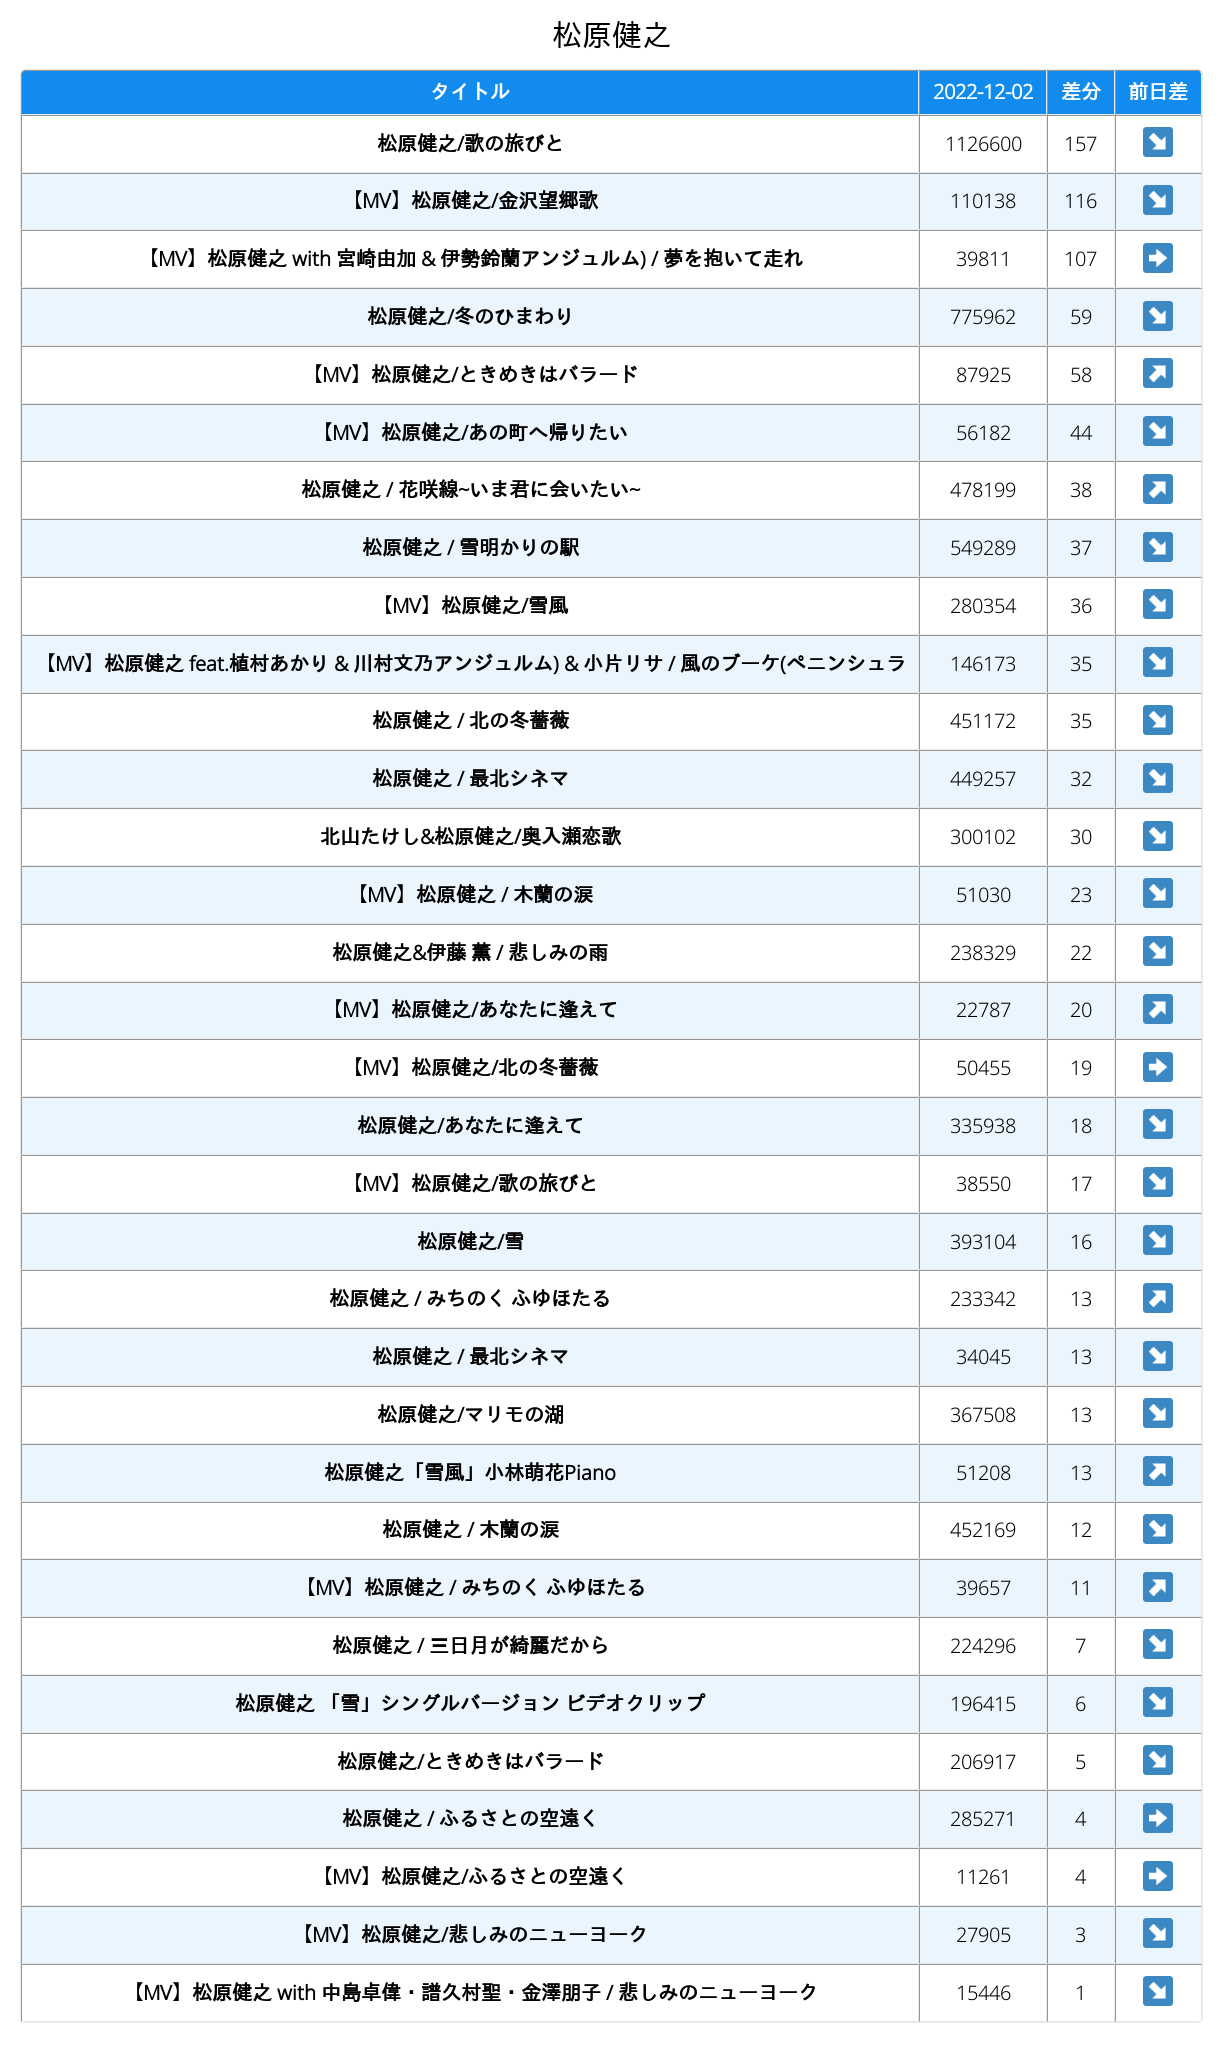 松原健之
タイトル 2022-12-02 差分 前日差
松原健之/歌の旅びと 1126600 157 ↘
【MV】松原健之/金沢望郷歌 110138 116 ↘
【MV】松原健之 with 宮崎由加 & 伊勢鈴蘭アンジュルム) / 夢を抱いて走れ 39811 107 ➡
松原健之/冬のひまわり 775962 59 ↘
【MV】松原健之/ときめきはバラード 87925 58 ↗
【MV】松原健之/あの町へ帰りたい 56182 44 ↘
松原健之 / 花咲線~いま君に会いたい~ 478199 38 ↗
松原健之 / 雪明かりの駅 549289 37 ↘
【MV】松原健之/雪風 280354 36 ↘
【MV】松原健之 feat.植村あかり & 川村文乃アンジュルム) & 小片リサ / 風のブーケ(ペニンシュラ 146173 35 ↘
松原健之 / 北の冬薔薇 451172 35 ↘
松原健之 / 最北シネマ 449257 32 ↘
北山たけし&松原健之/奥入瀬恋歌 300102 30 ↘
【MV】松原健之 / 木蘭の涙 51030 23 ↘
松原健之&伊藤 薫 / 悲しみの雨 238329 22 ↘
【MV】松原健之/あなたに逢えて 22787 20 ↗
【MV】松原健之/北の冬薔薇 50455 19 ➡
松原健之/あなたに逢えて 335938 18 ↘
【MV】松原健之/歌の旅びと 38550 17 ↘
松原健之/雪 393104 16 ↘
松原健之 / みちのく ふゆほたる 233342 13 ↗
松原健之 / 最北シネマ 34045 13 ↘
松原健之/マリモの湖 367508 13 ↘
松原健之「雪風」小林萌花Piano 51208 13 ↗
松原健之 / 木蘭の涙 452169 12 ↘
【MV】松原健之 / みちのく ふゆほたる 39657 11 ↗
松原健之 / 三日月が綺麗だから 224296 7 ↘
松原健之 「雪」シングルバージョン ビデオクリップ 196415 6 ↘
松原健之/ときめきはバラード 206917 5 ↘
松原健之 / ふるさとの空遠く 285271 4 ➡
【MV】松原健之/ふるさとの空遠く 11261 4 ➡
【MV】松原健之/悲しみのニューヨーク 27905 3 ↘
【MV】松原健之 with 中島卓偉・譜久村聖・金澤朋子 / 悲しみのニューヨーク 15446 1 ↘